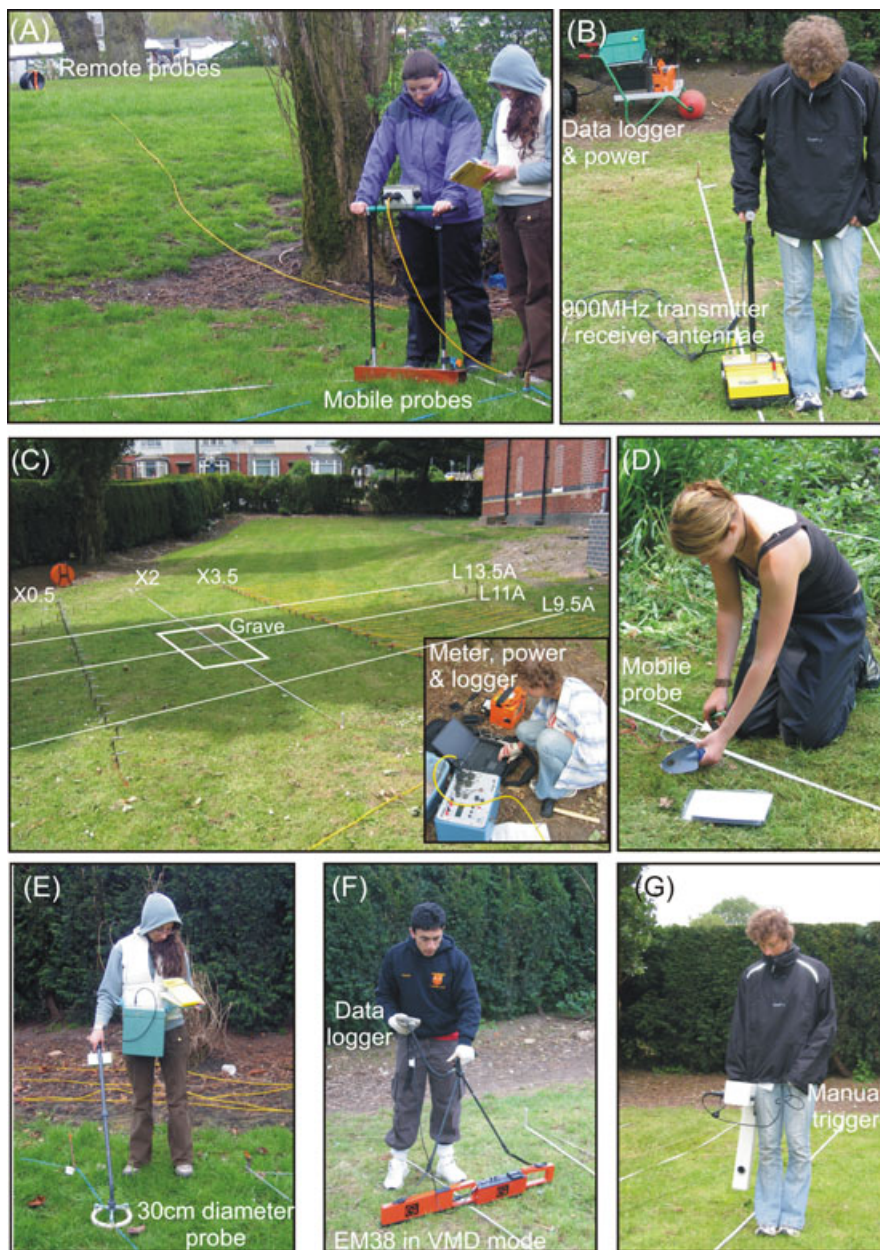 (A)
Remote probes
Mobile probes
(B)
Data logger
& power
900MHz transmitter
/ receiver antennae
(C)
X0.5
X2
X3.5
L13.5A
L11A
L9.5A
Grave
Meter, power
& logger
(D)
Mobile
probe
(E)
30cm diameter
probe
(F)
Data
logger
EM38 in VMD mode
(G)
Manual
trigger